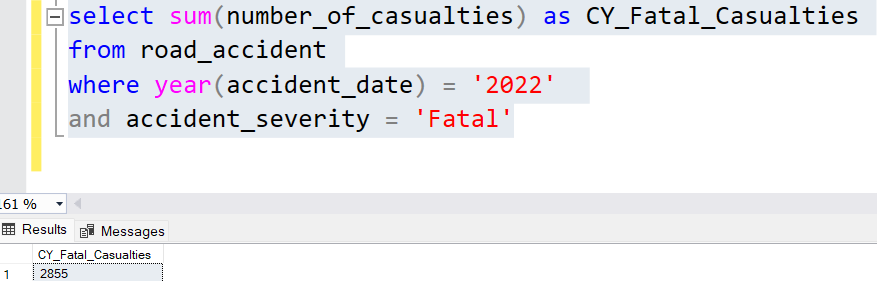 select sum(number_of_casualties) as CY_Fatal_Casualties
from road_accident
where year(accident_date) = '2022'
and accident_severity = 'Fatal'
161 %
Results Messages
CY_Fatal_Casualties
1 2855